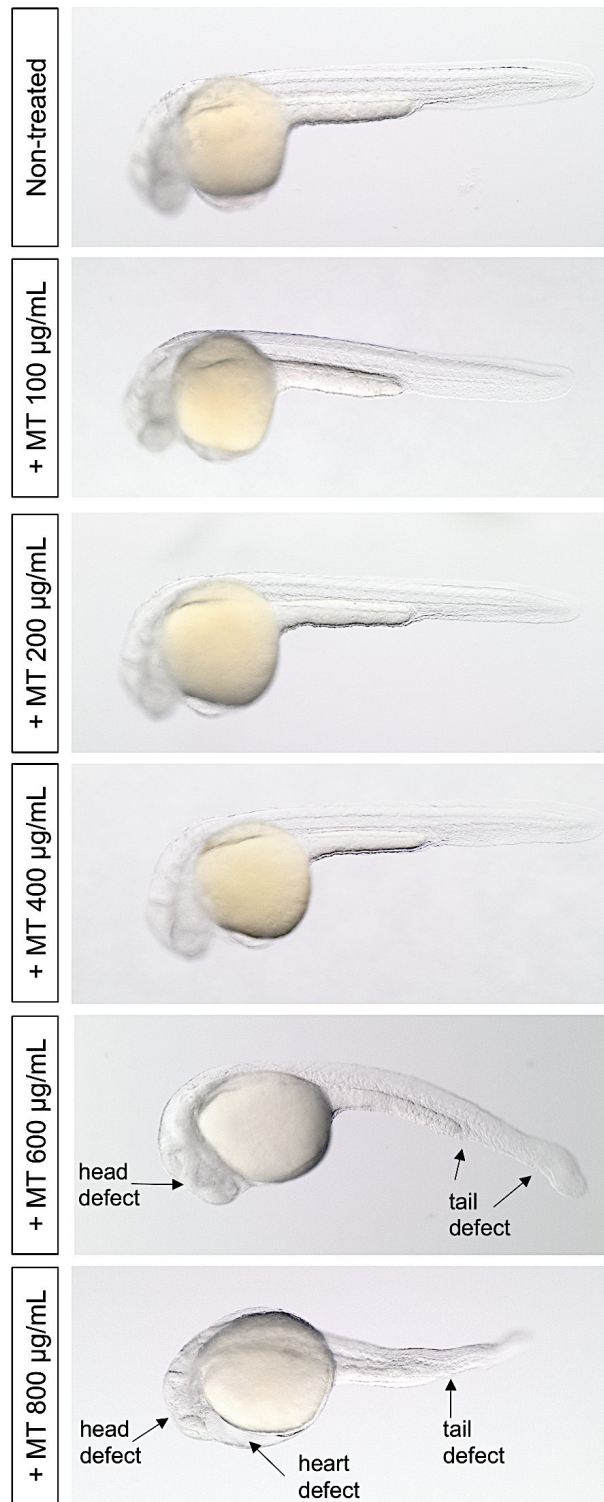 Non-treated
+ MT 100 µg/mL
+ MT 200 µg/mL
+ MT 400 µg/mL
+ MT 600 µg/mL
head
defect
tail
defect
+ MT 800 µg/mL
head
defect
heart
defect
tail
defect